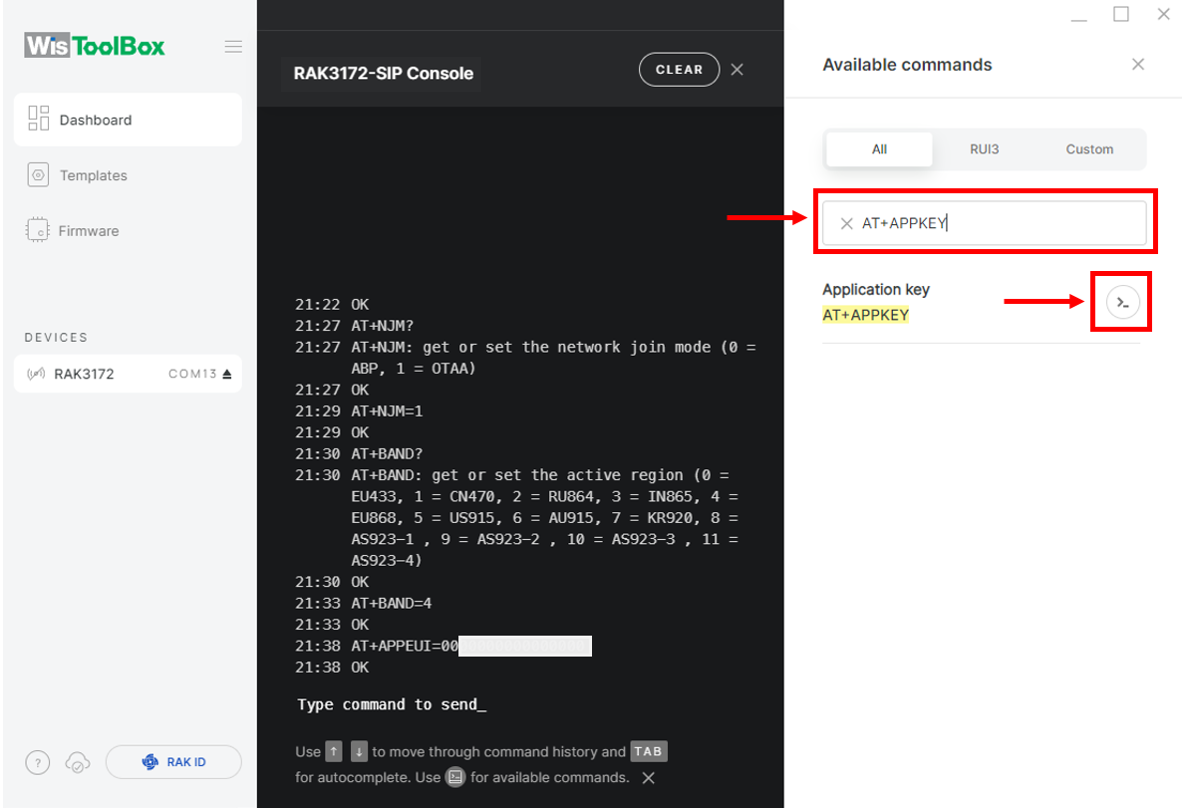 WisToolBox
Dashboard
Templates
Firmware
DEVICES
RAK3172 COM13
?
RAK ID
RAK3172-SIP Console
CLEAR
21:22 OK
21:27 AT+NJM?
21:27 AT+NJM: get or set the network join mode (0 =
ABP, 1 = OTAA)
21:27 OK
21:29 AT+NJM=1
21:29 OK
21:30 AT+BAND?
21:30 AT+BAND: get or set the active region (0 =
EU433, 1 = CN470, 2 = RU864, 3 = IN865, 4 =
EU868, 5 = US915, 6 = AU915, 7 = KR920, 8 =
AS923-1 , 9 = AS923-2 , 10 = AS923-3 , 11 =
AS923-4)
21:30 OK
21:33 AT+BAND=4
21:33 OK
21:38 AT+APPEUI=00
21:38 OK
Type command to send_
Use ↑ ↓ to move through command history and TAB
for autocomplete. Use for available commands.
Available commands
All RUI3 Custom
AT+APPKEY
Application key
AT+APPKEY